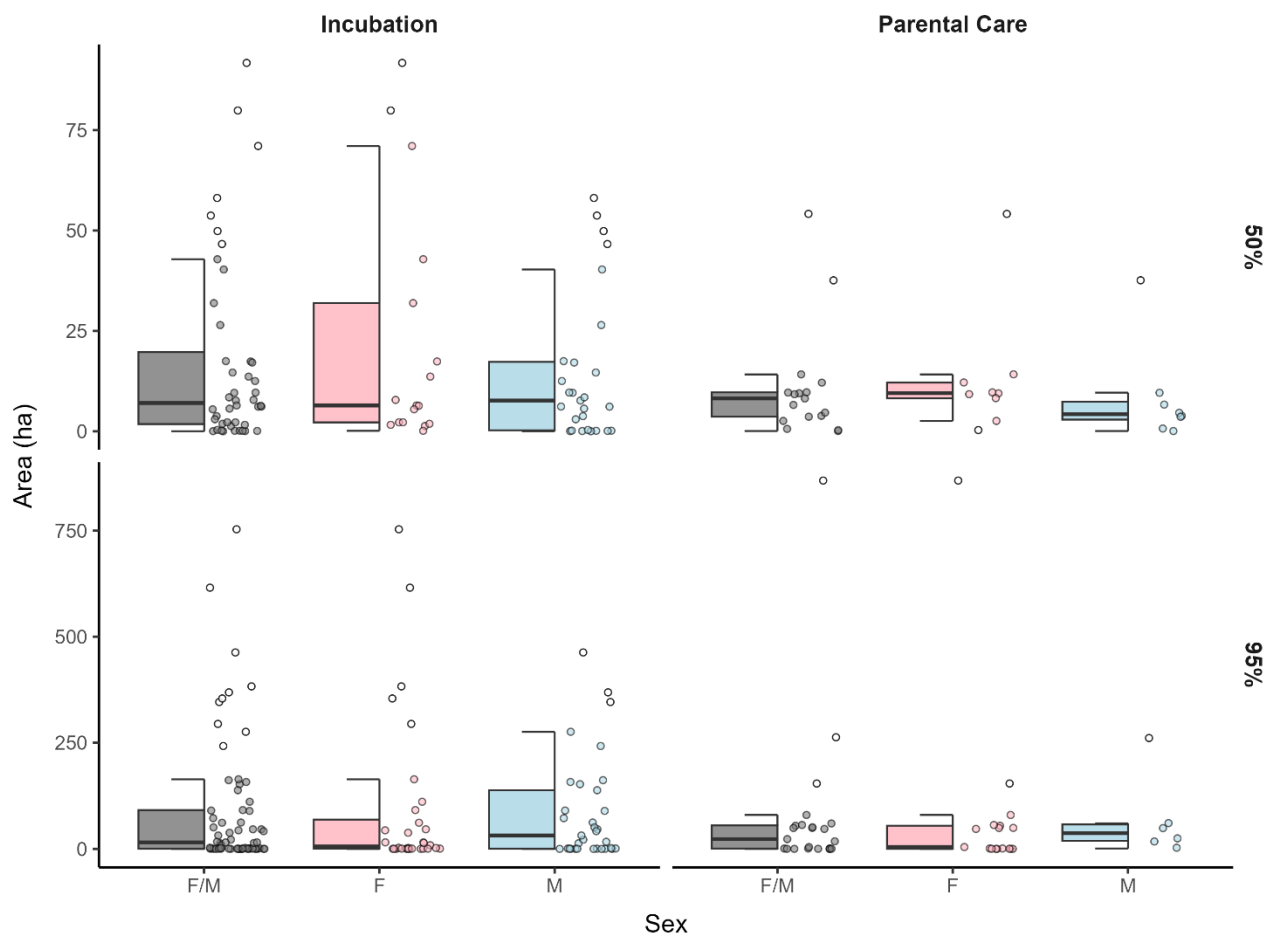 Incubation
Parental Care
75
50
25
0
50%
Area (ha)
750
500
250
0
95%
F/M
F
M
F/M
F
M
Sex